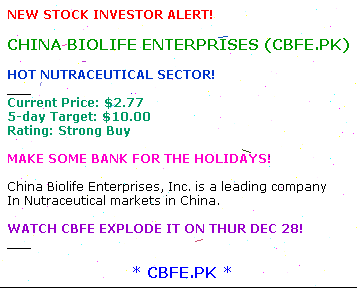 NEW STOCK INVESTOR ALERT!
CHINA BIOLIFE ENTERPRISES (CBFE.PK)
HOT NUTRACEUTICAL SECTOR!
Current Price: $2.77
5-day Target: $10.00
Rating: Strong Buy
MAKE SOME BANK FOR THE HOLIDAYS!
China Biolife Enterprises, Inc. is a leading company
In Nutraceutical markets in China.
WATCH CBFE EXPLODE IT ON THUR DEC 28!
* CBFE.PK *